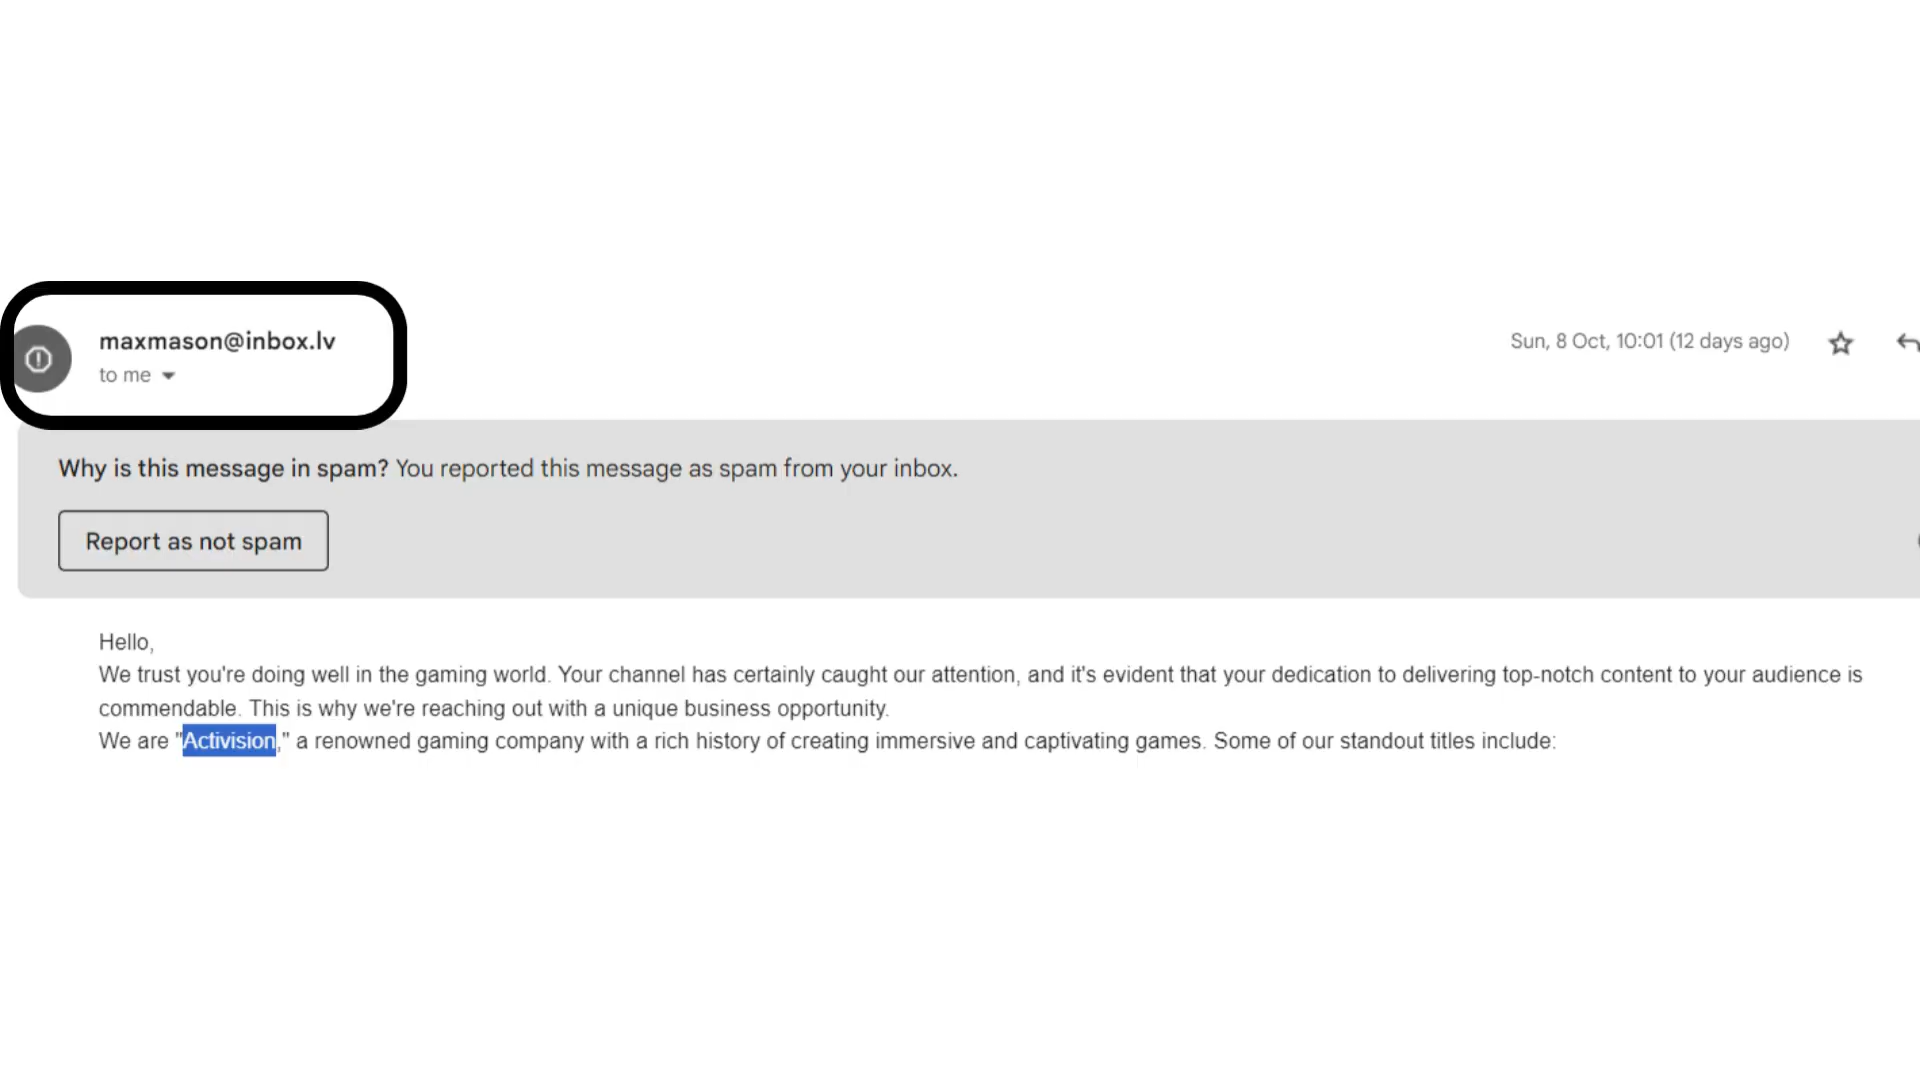 maxmason@inbox.lv
Sun, 8 Oct, 10:01 (12 days ago)
to me
Why is this message in spam? You reported this message as spam from your inbox.
Report as not spam
Hello,
We trust you're doing well in the gaming world. Your channel has certainly caught our attention, and it's evident that your dedication to delivering top-notch content to your audience is
commendable. This is why we're reaching out with a unique business opportunity.
We are "Activision," a renowned gaming company with a rich history of creating immersive and captivating games. Some of our standout titles include: